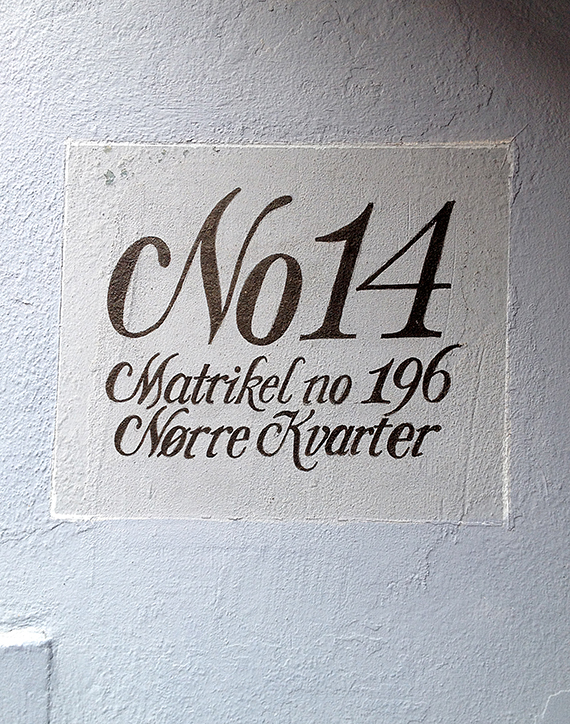 No 14
Matrikel no 196
Nørre Kvarter